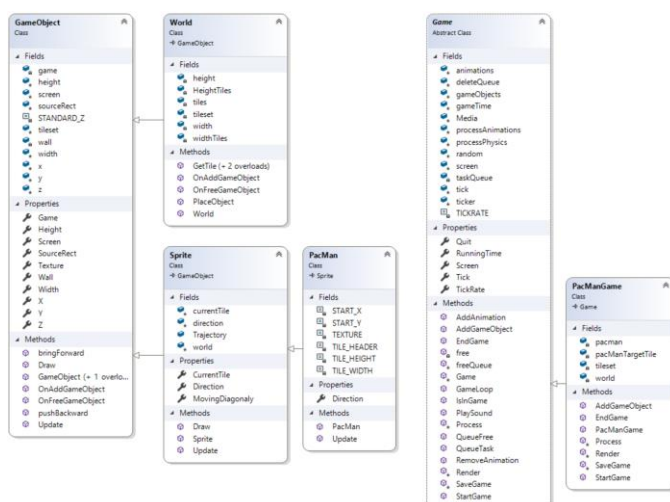 GameObject
Class
Fields
game
height
screen
sourceRect
STANDARD_Z
tileset
wall
width
x
y
z
Properties
Game
Height
Screen
SourceRect
Texture
Wall
Width
X
Y
Z
Methods
bringForward
Draw
GameObject (+ 1 overlo...
OnAddGameObject
OnFreeGameObject
pushBackward
Update
World
Class
GameObject
Fields
height
HeightTiles
tiles
tileset
width
widthTiles
Methods
GetTile (+ 2 overloads)
OnAddGameObject
OnFreeGameObject
PlaceObject
World
Sprite
Class
GameObject
Fields
currentTile
direction
Trajectory
world
Properties
CurrentTile
Direction
MovingDiagonaly
Methods
Draw
Sprite
Update
PacMan
Class
Sprite
Fields
START_X
START_Y
TEXTURE
TILE_HEADER
TILE_HEIGHT
TILE_WIDTH
Properties
Direction
Methods
PacMan
Update
Game
Abstract Class
Fields
animations
deleteQueue
gameObjects
gameTime
Media
processAnimations
processPhysics
random
screen
taskQueue
tick
ticker
TICKRATE
Properties
Quit
RunningTime
Screen
Tick
TickRate
Methods
AddAnimation
AddGameObject
EndGame
free
freeQueue
Game
GameLoop
IsInGame
PlaySound
Process
QueueFree
QueueTask
RemoveAnimation
Render
SaveGame
StartGame
PacManGame
Class
Game
Fields
pacman
pacManTargetTile
tileset
world
Methods
AddGameObject
EndGame
PacManGame
Process
Render
SaveGame
StartGame